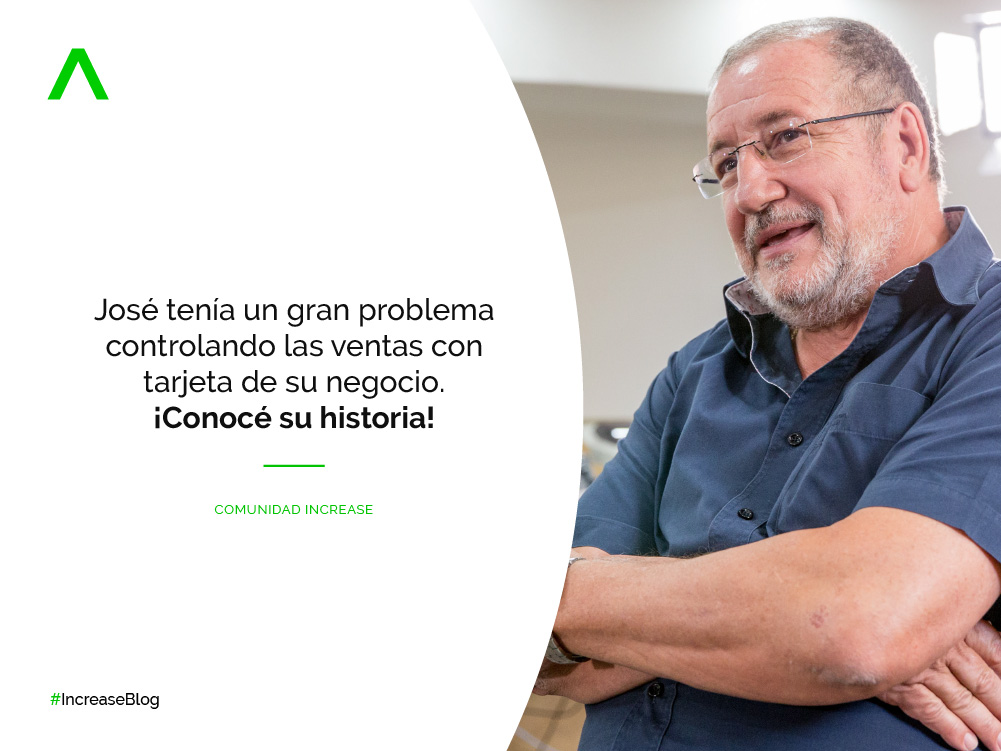 José tenía un gran problema
controlando las ventas con
tarjeta de su negocio.
¡Conocé su historia!
COMUNIDAD INCREASE
#IncreaseBlog